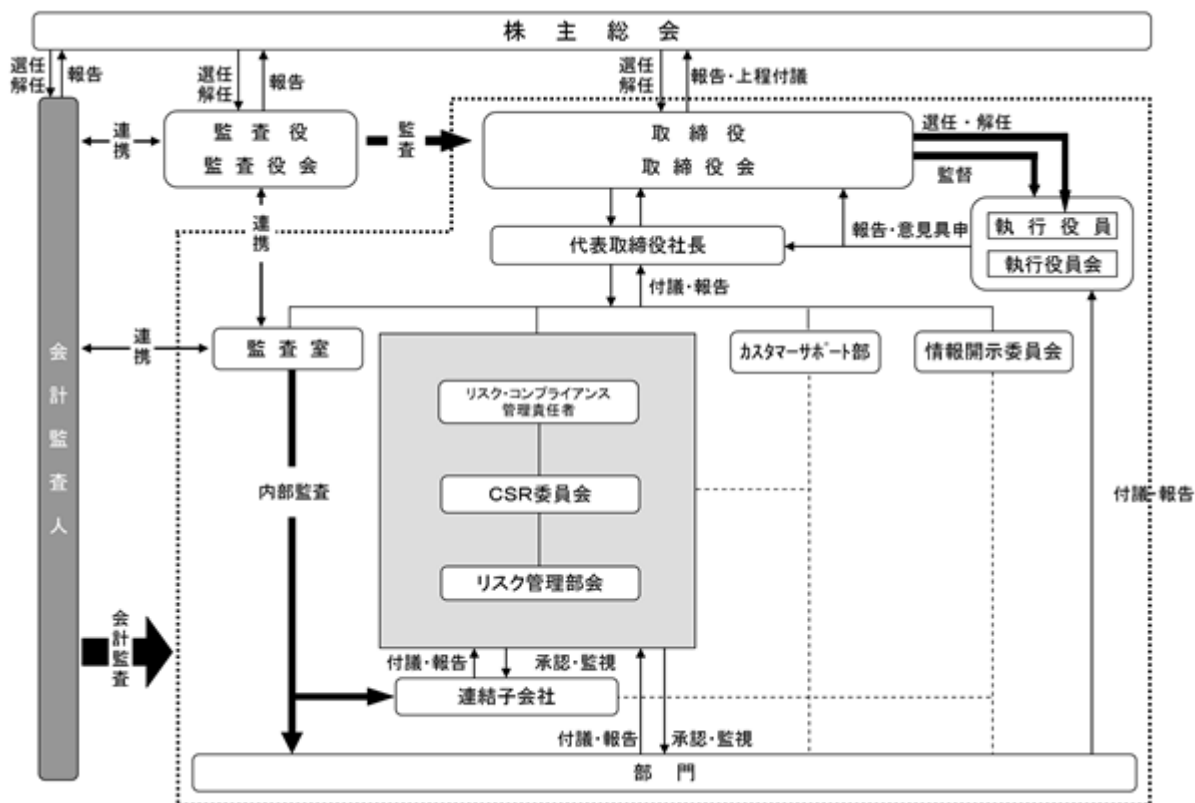 株主総会
選任
解任
報告
選任
解任
報告
選任
解任
報告・上程付議
連携
監査役
監査役会
監査
取締役
取締役会
選任・解任
監督
連携
代表取締役社長
報告・意見具申
執行役員
執行役員会
付議・報告
会計監査人
連携
監査室
カスタマーサポート部
情報開示委員会
リスク・コンプライアンス
管理責任者
内部監査
CSR委員会
付議・報告
リスク管理部会
会計監査
付議・報告
承認・監視
連結子会社
付議・報告
承認・監視
部門